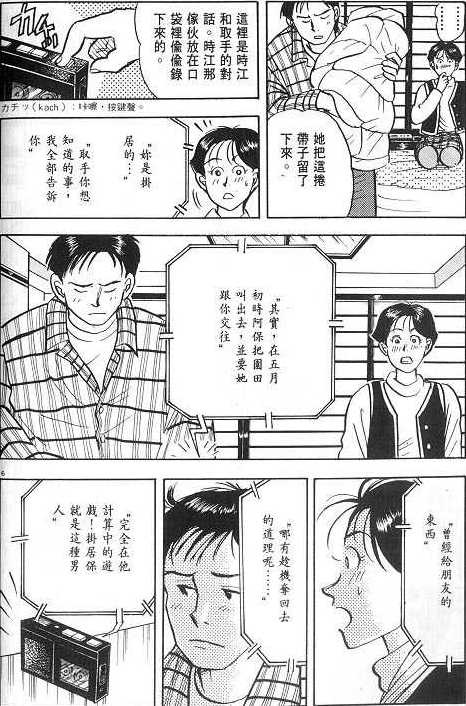 她把這捲
帶子留了
下來。
這裡是時江
和取手的對
話。時江那
傢伙放在口
袋裡偷偷錄
下來的。
カチッ
カチッ(kach)：咔嚓，按鍵聲。
"妳是掛
居的…"
"取手你想
知道的事，
我全部告訴
你"
"其實，在五月
初時阿保把園田
叫出去，並要她
跟你交往"
6
"曾經給朋友的
東西"
"哪有趁機奪回去
的道理呢……"
"完全在他
計算中的遊
戲！掛居保
就是這種男
人"